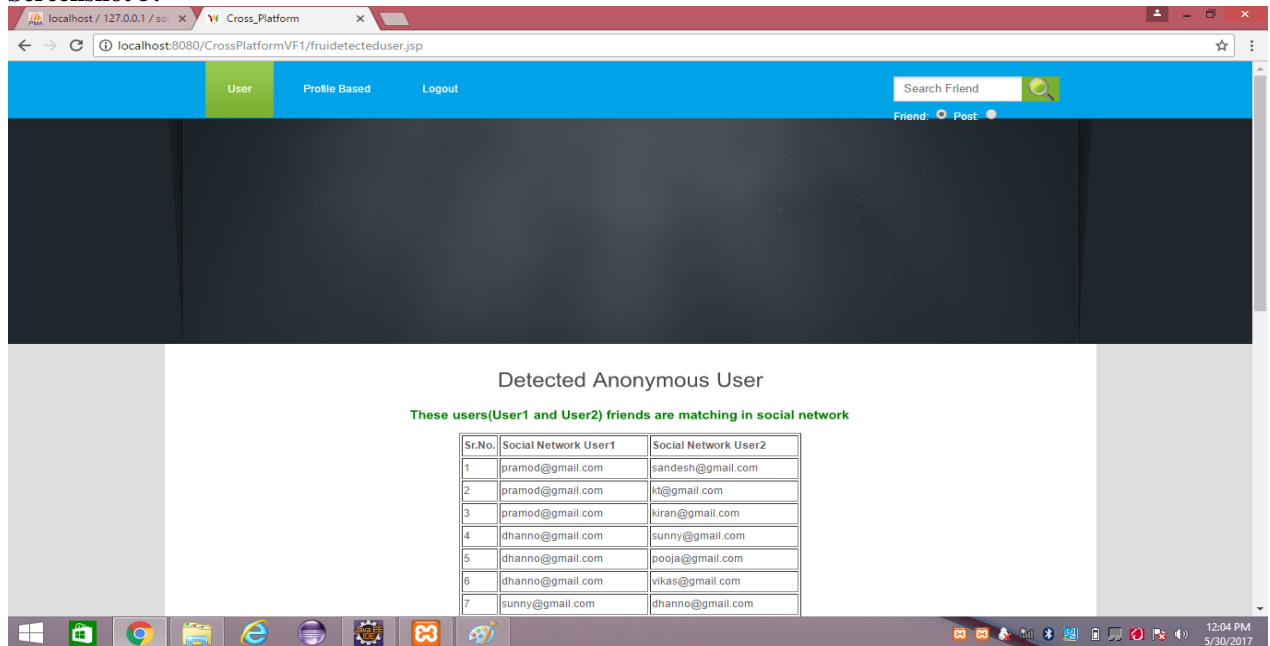 localhost / 127.0.0.1 / so
Cross_Platform
localhost:8080/CrossPlatformVF1/fruidetecteduser.jsp
User Profile Based Logout
Search Friend
Friend: Post:
Detected Anonymous User
These users(User1 and User2) friends are matching in social network
Sr.No. Social Network User1 Social Network User2
1 pramod@gmail.com sandesh@gmail.com
2 pramod@gmail.com kt@gmail.com
3 pramod@gmail.com kiran@gmail.com
4 dhanno@gmail.com sunny@gmail.com
5 dhanno@gmail.com pooja@gmail.com
6 dhanno@gmail.com vikas@gmail.com
7 sunny@gmail.com dhanno@gmail.com
12:04 PM
5/30/2017